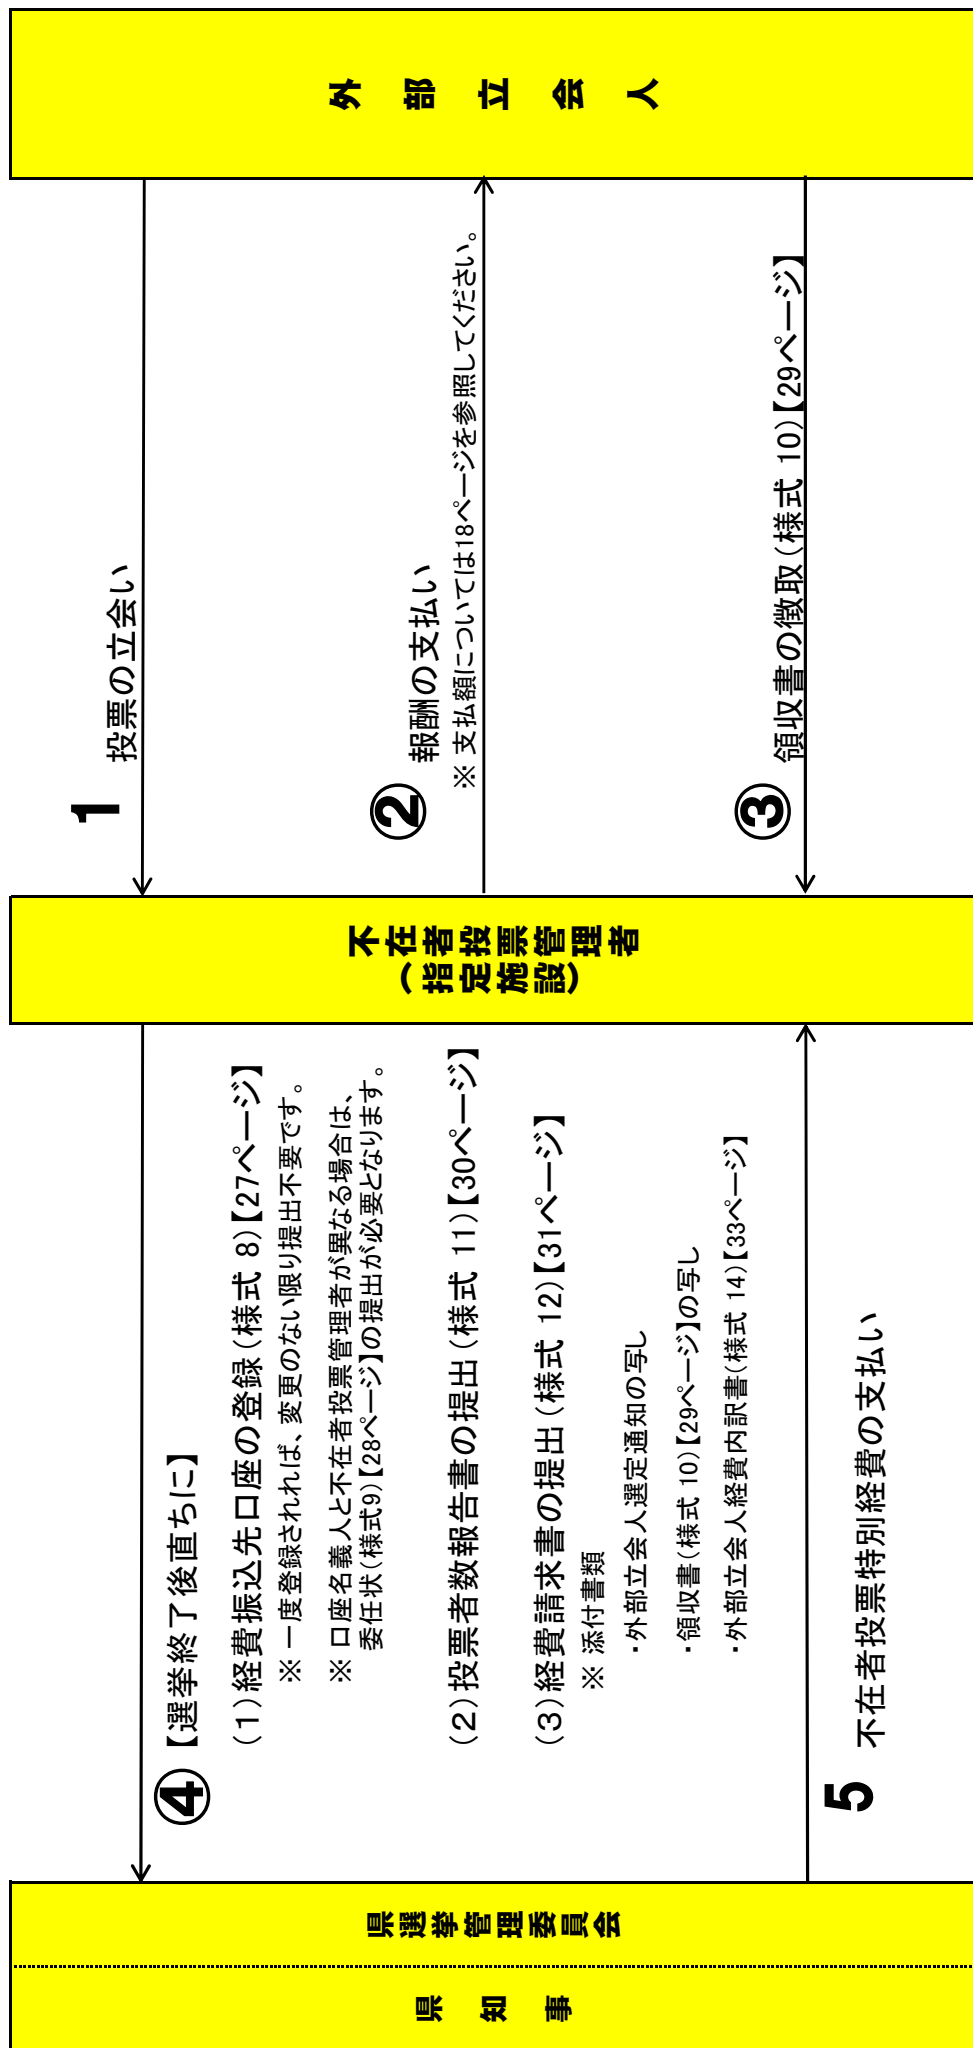 外部立会人
1
投票の立会い
②
報酬の支払い
※ 支払額については18ページを参照してください。
③
領収書の徴取(様式 10)【29ページ】
不在者投票管理者
(指定施設)
④
【選挙終了後直ちに】
(1)経費振込先口座の登録(様式 8)【27ページ】
※ 一度登録されれば、変更のない限り提出不要です。
※ 口座名義人と不在者投票管理者が異なる場合は、
委任状(様式9)【28ページ】の提出が必要となります。
(2)投票者数報告書の提出(様式 11)【30ページ】
(3)経費請求書の提出(様式 12)【31ページ】
※ 添付書類
・外部立会人選定通知の写し
・領収書(様式 10)【29ページ】の写し
・外部立会人経費内訳書(様式 14)【33ページ】
5
不在者投票特別経費の支払い
県選挙管理委員会
県知事